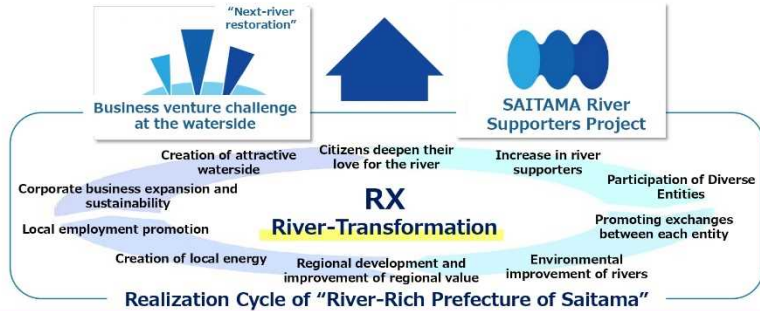 “Next-river
restoration”
Business venture challenge
at the waterside
SAITAMA River
Supporters Project
Creation of attractive
waterside
Citizens deepen their
love for the river
Increase in river
supporters
Corporate business expansion and
sustainability
Participation of Diverse
Entities
RX
River-Transformation
Local employment promotion
Promoting exchanges
between each entity
Creation of local energy
Regional development and
improvement of regional value
Environmental
improvement of rivers
Realization Cycle of “River-Rich Prefecture of Saitama”